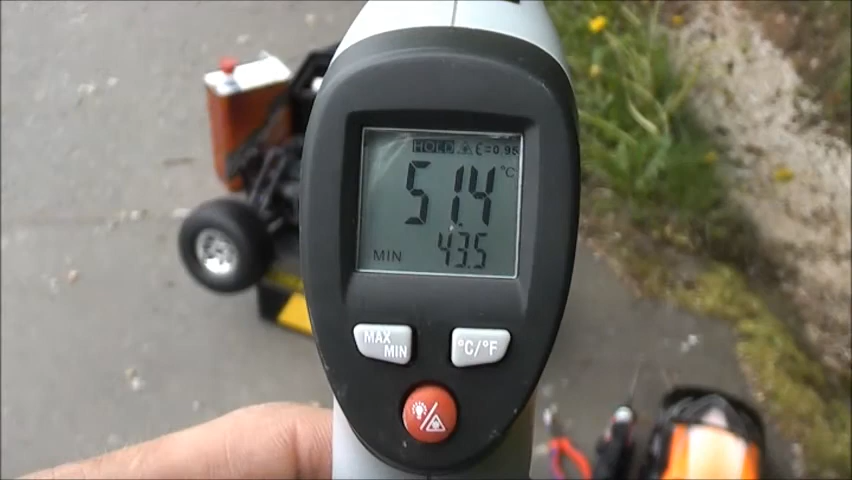 HOLD ε=0.95
51.4 °C
MIN 43.5
MAX
MIN
°C/°F